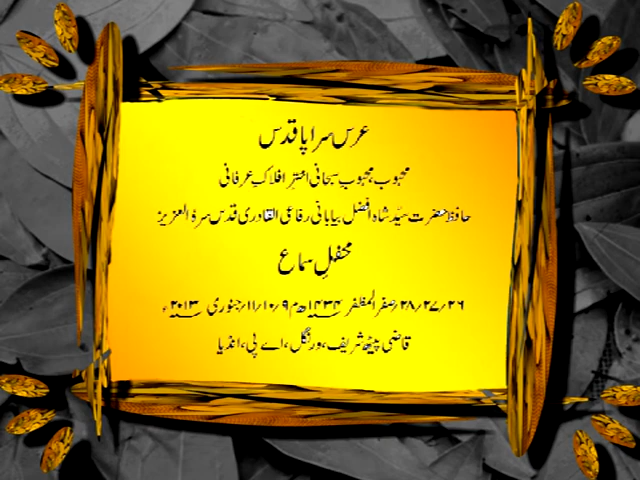 عرس سراپا قدس
محبوب محبوب سبحانی اختر افلاک عرفانی
حافظ حضرت سیّد شاہ افضل بیابانی رفاعی القادری قدس سرہٗ العزیز
محفلِ سماع
۲۶؍۲۷؍۲۸؍صفر المظفر ۱۴۳۴ھ م ۹؍۱۰؍۱۱؍جنوری ۲۰۱۳ء
قاضی پیٹھ شریف، ورنگل، اے پی، انڈیا